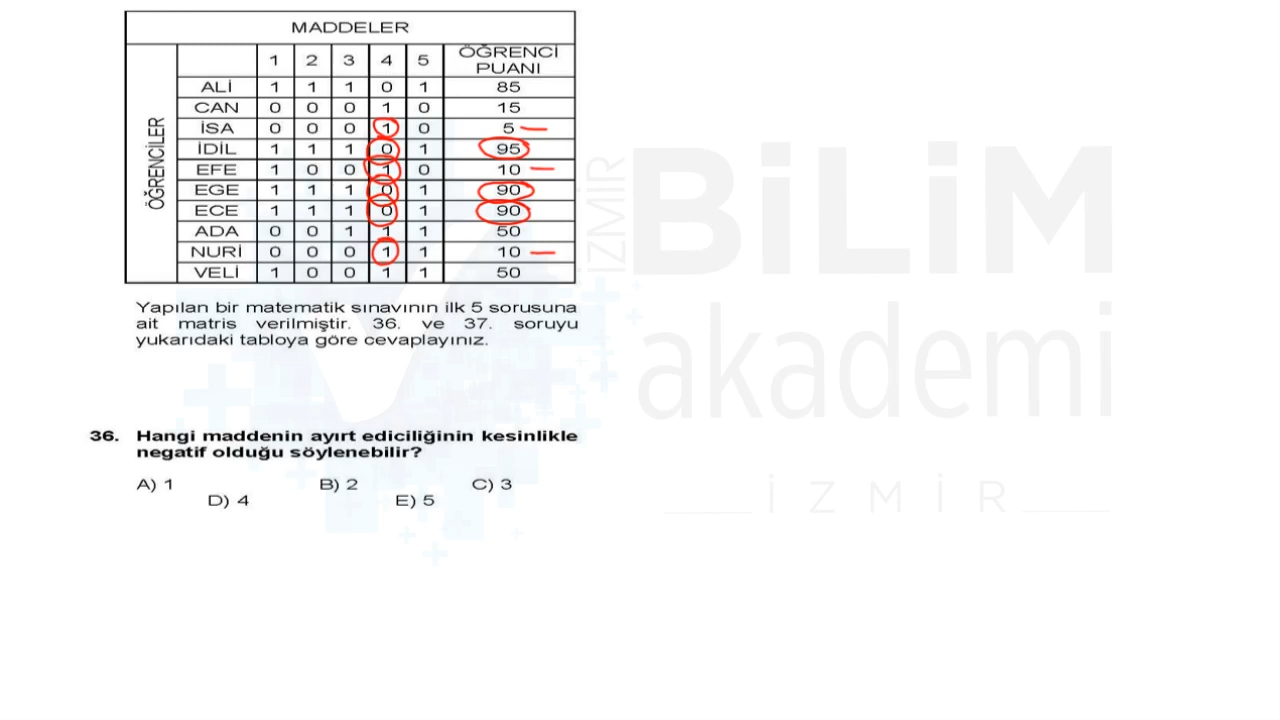 MADDELER
1 2 3 4 5 ÖĞRENCİ PUANI
ÖĞRENCİLER
ALİ 1 1 1 0 1 85
CAN 0 0 0 1 0 15
İSA 0 0 0 1 0 5
İDİL 1 1 1 0 1 95
EFE 1 0 0 1 0 10
EGE 1 1 1 0 1 90
ECE 1 1 1 0 1 90
ADA 0 0 1 1 1 50
NURİ 0 0 0 1 1 10
VELİ 1 0 0 1 1 50
Yapılan bir matematik sınavının ilk 5 sorusuna
ait matris verilmiştir. 36. ve 37. soruyu
yukarıdaki tabloya göre cevaplayınız.
36. Hangi maddenin ayırt ediciliğinin kesinlikle
negatif olduğu söylenebilir?
A) 1 B) 2 C) 3
D) 4 E) 5
İZMİR
BİLİM
akademi
İZMİR